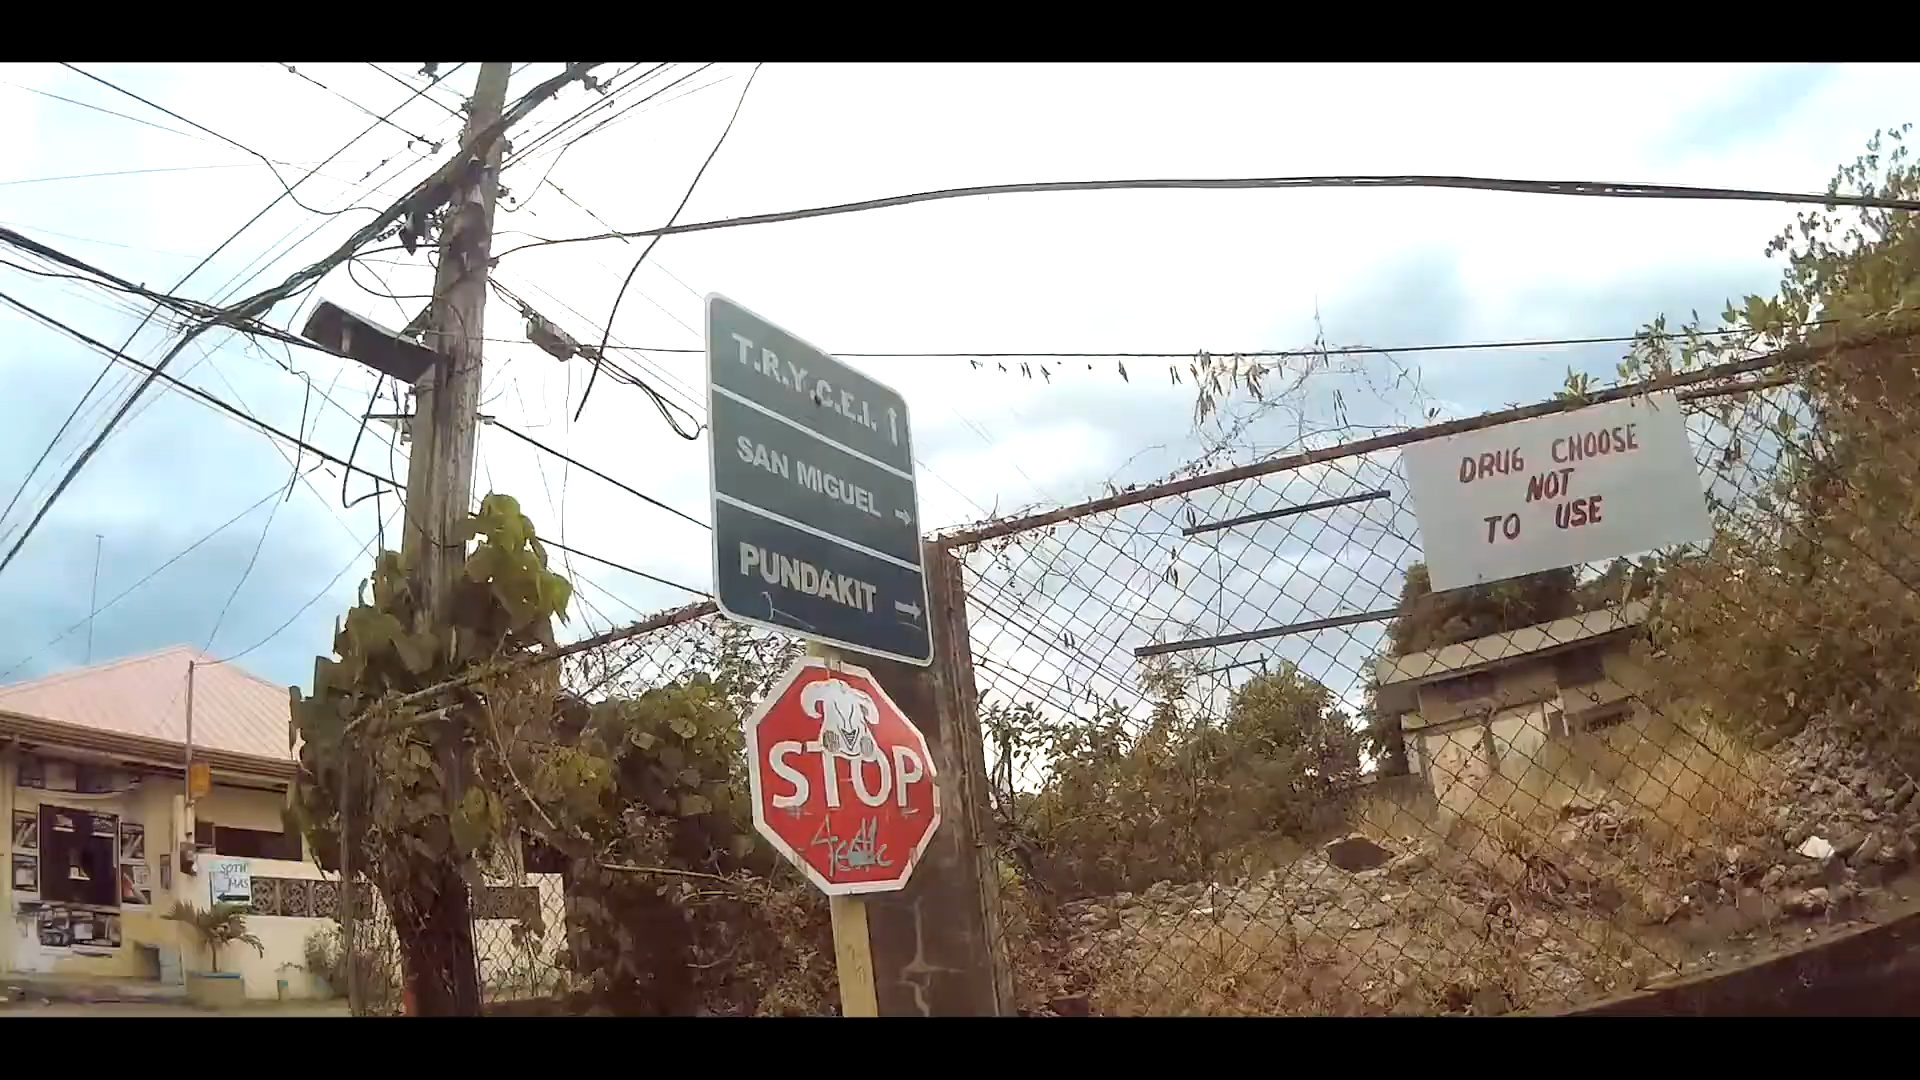 T.R.Y.C.E.I. ↑
SAN MIGUEL →
PUNDAKIT →
STOP
DRUG CHOOSE
NOT
TO USE